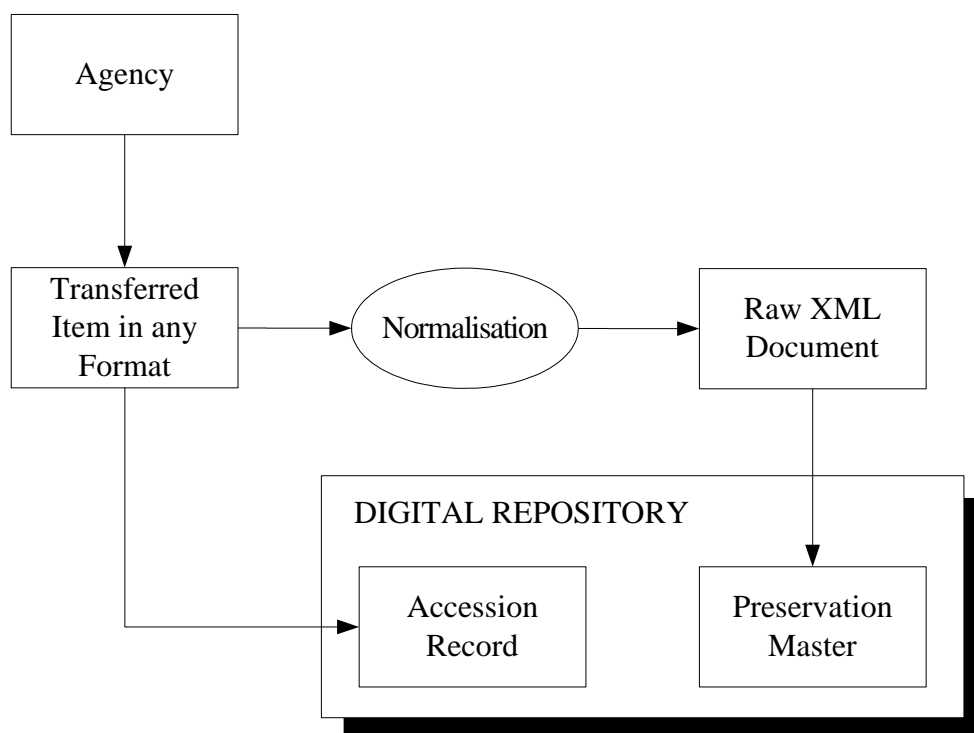 Agency
Transferred
Item in any
Format
Normalisation
Raw XML
Document
DIGITAL REPOSITORY
Accession
Record
Preservation
Master